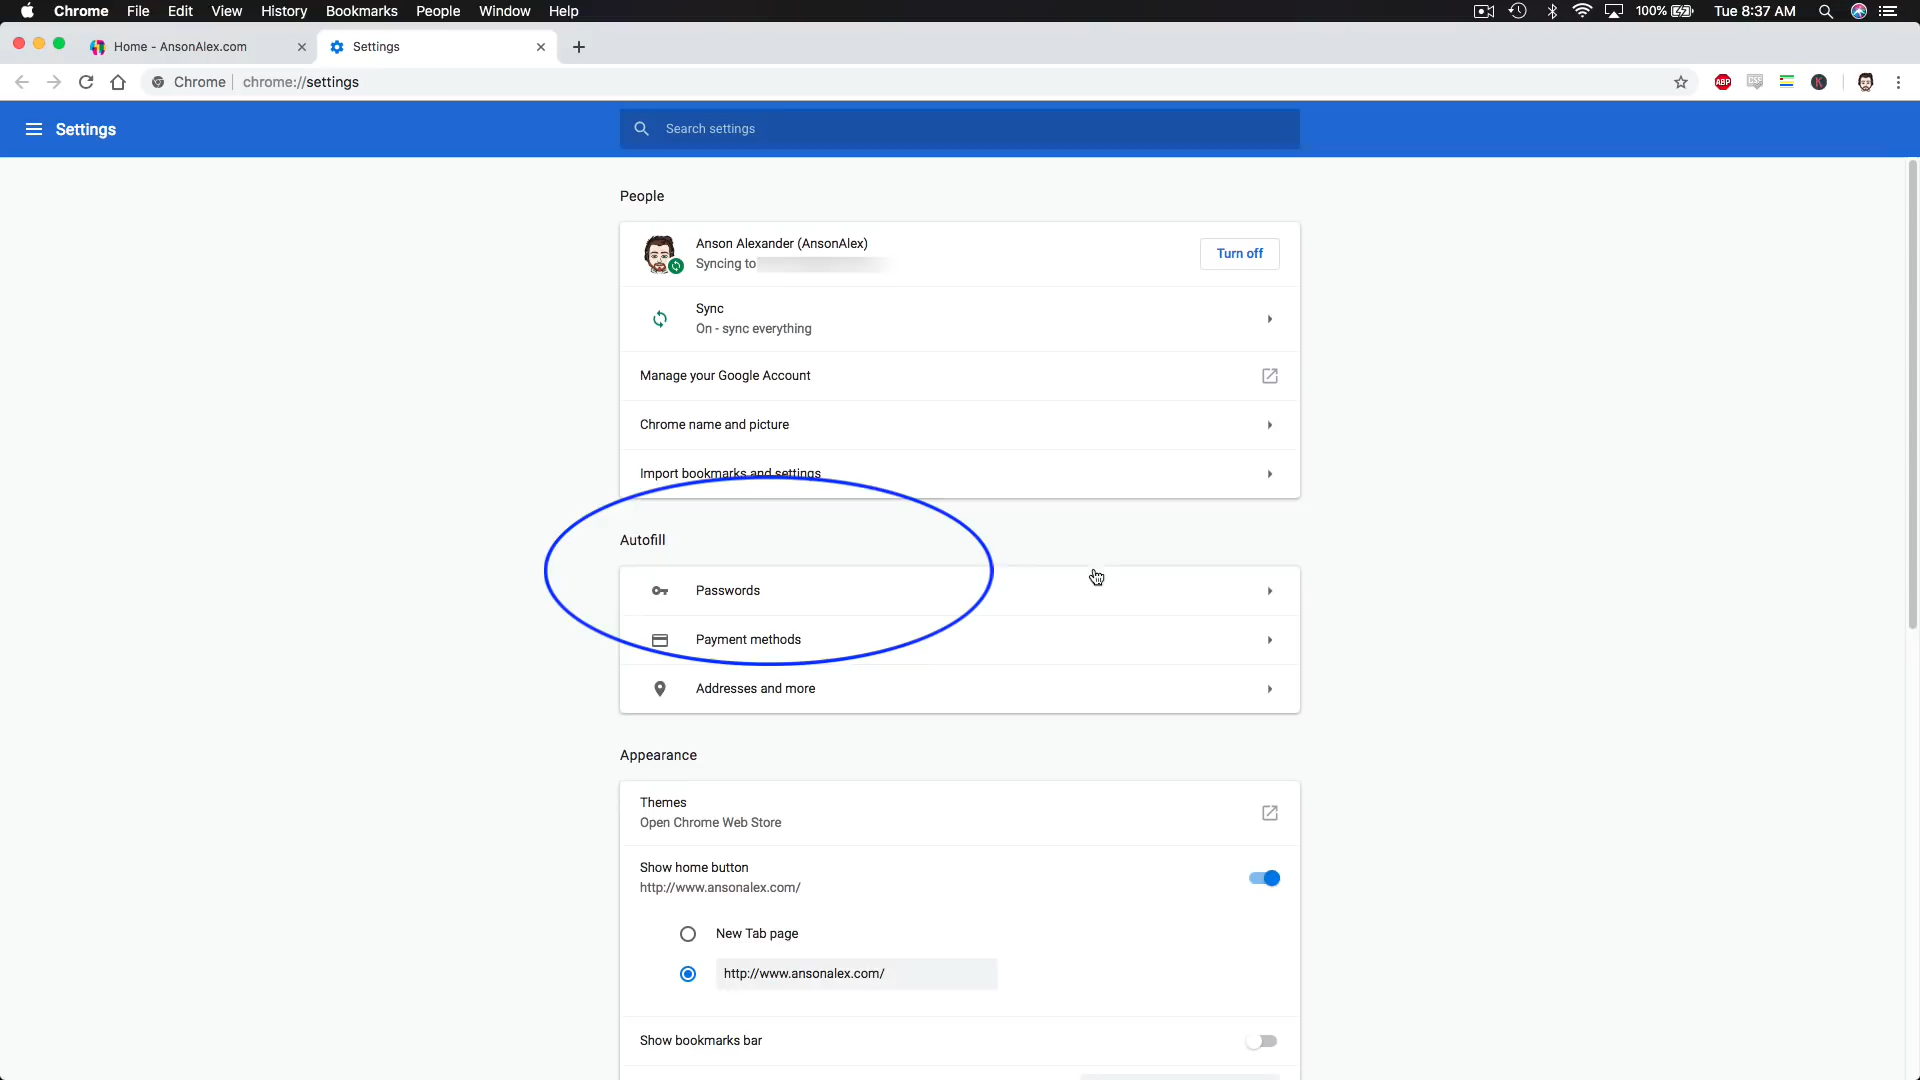 Chrome File Edit View History Bookmarks People Window Help 100% Tue 8:37 AM
Home - AnsonAlex.com Settings
Chrome chrome://settings ABP K
Settings Search settings
People
Anson Alexander (AnsonAlex)
Syncing to
Turn off
Sync
On - sync everything
Manage your Google Account
Chrome name and picture
Import bookmarks and settings
Autofill
Passwords
Payment methods
Addresses and more
Appearance
Themes
Open Chrome Web Store
Show home button
http://www.ansonalex.com/
New Tab page
http://www.ansonalex.com/
Show bookmarks bar